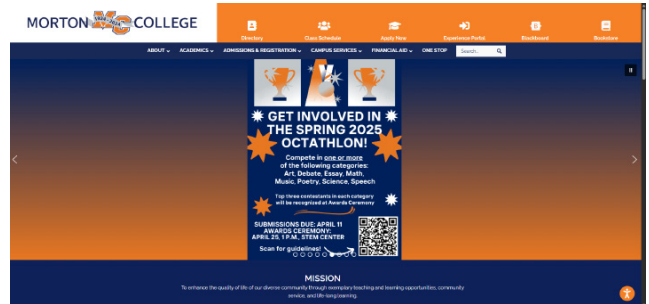 MORTON MC COLLEGE
Directory
Class Schedule
Apply Now
Experience Portal
Blackboard
Bookstore
ABOUT ACADEMICS ADMISSIONS & REGISTRATION CAMPUS SERVICES FINANCIAL AID ONE STOP Search..
GET INVOLVED IN
THE SPRING 2025
OCTATHLON!
Compete in one or more
of the following categories:
Art, Debate, Essay, Math,
Music, Poetry, Science, Speech
Top three contestants in each category
will be recognized at Awards Ceremony
SUBMISSIONS DUE: APRIL 11
AWARDS CEREMONY:
APRIL 25, 1 P.M., STEM CENTER
Scan for guidelines!
MISSION
To enhance the quality of life of our diverse community through exemplary teaching and learning opportunities, community
service, and life-long learning.